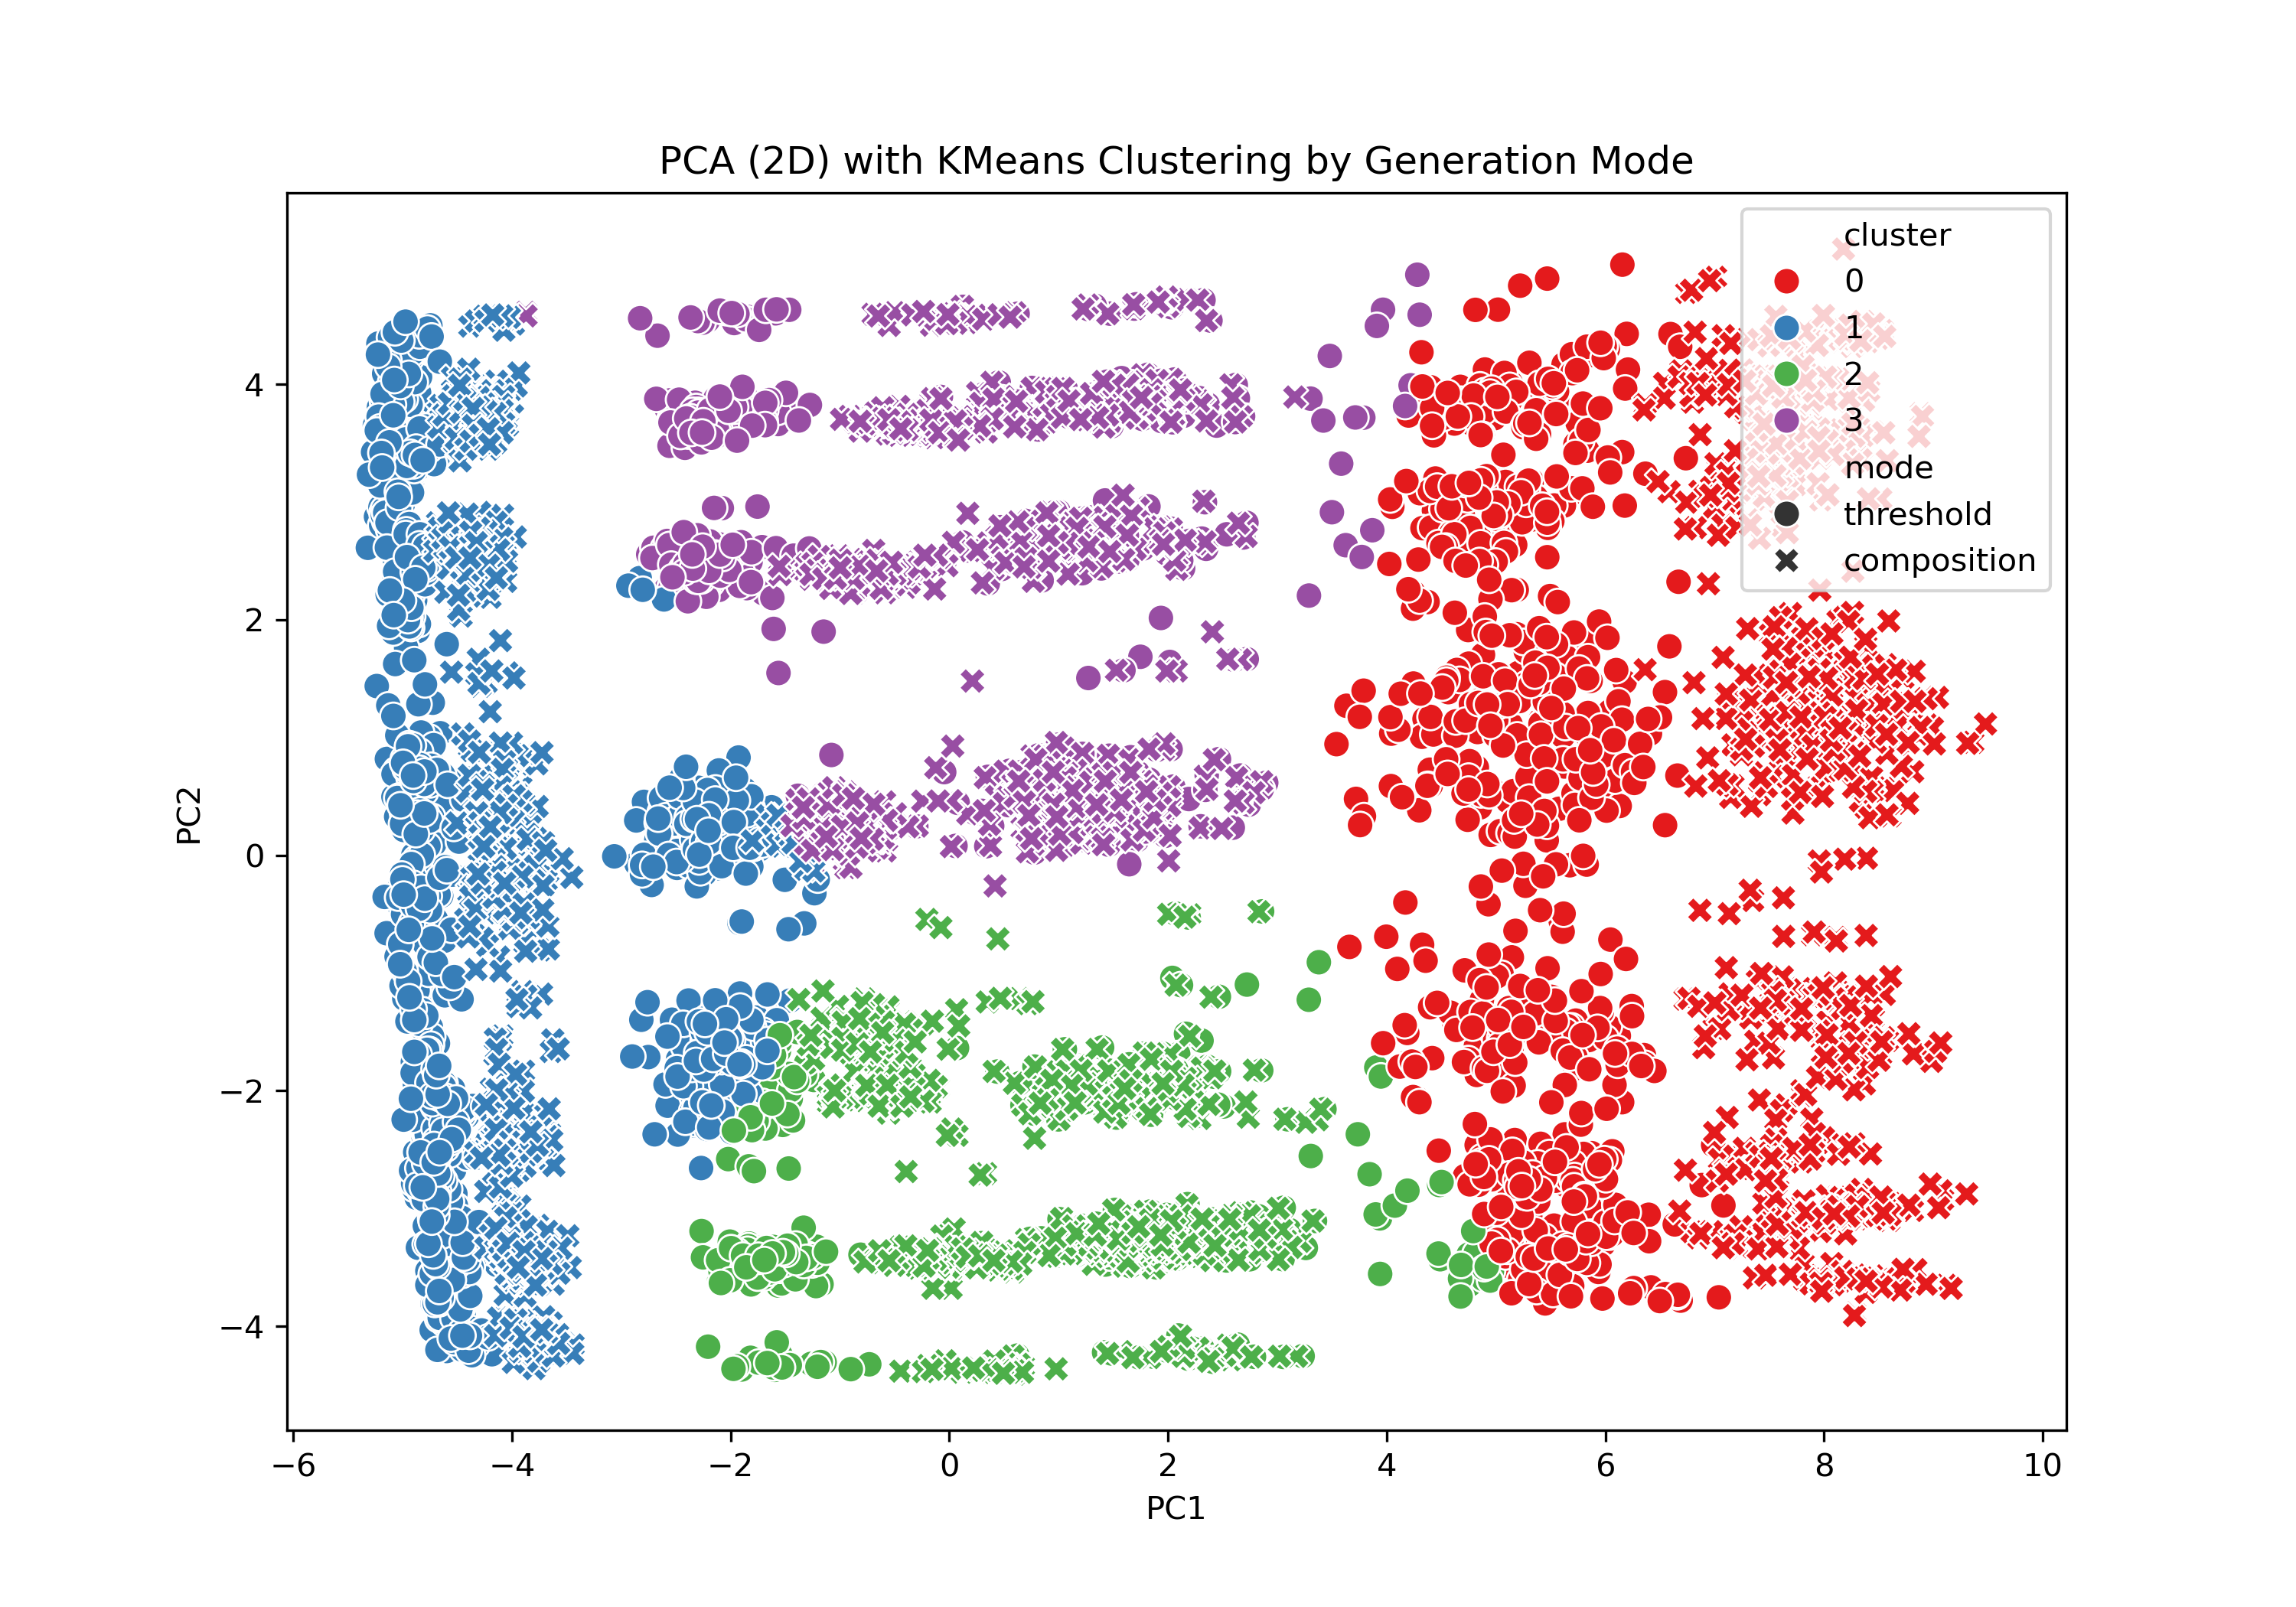 PCA (2D) with KMeans Clustering by Generation Mode
cluster
0
1
2
3
mode
threshold
composition
4
2
0
−2
−4
PC2
−6
−4
−2
0
2
4
6
8
10
PC1